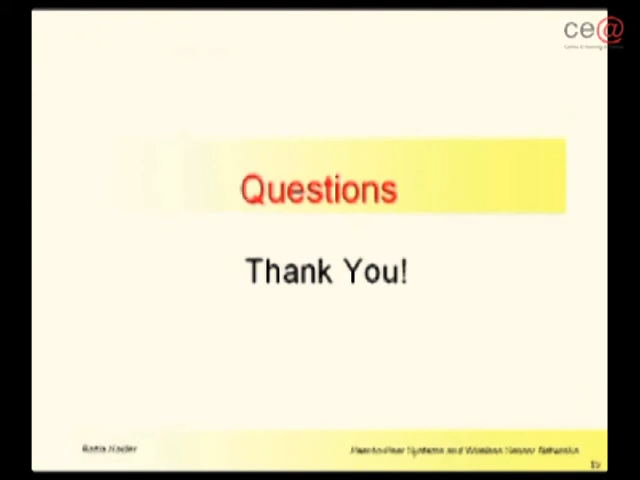 ce@
Questions
Thank You!
Peer-to-Peer Systems and Wireless Sensor Networks